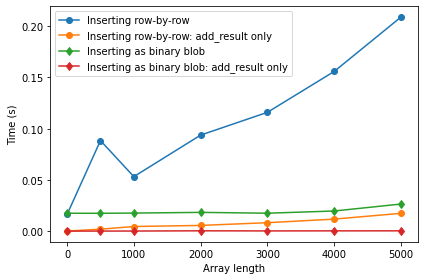 Inserting row-by-row
Inserting row-by-row: add_result only
Inserting as binary blob
Inserting as binary blob: add_result only
Time (s)
0.20
0.15
0.10
0.05
0.00
0 1000 2000 3000 4000 5000
Array length